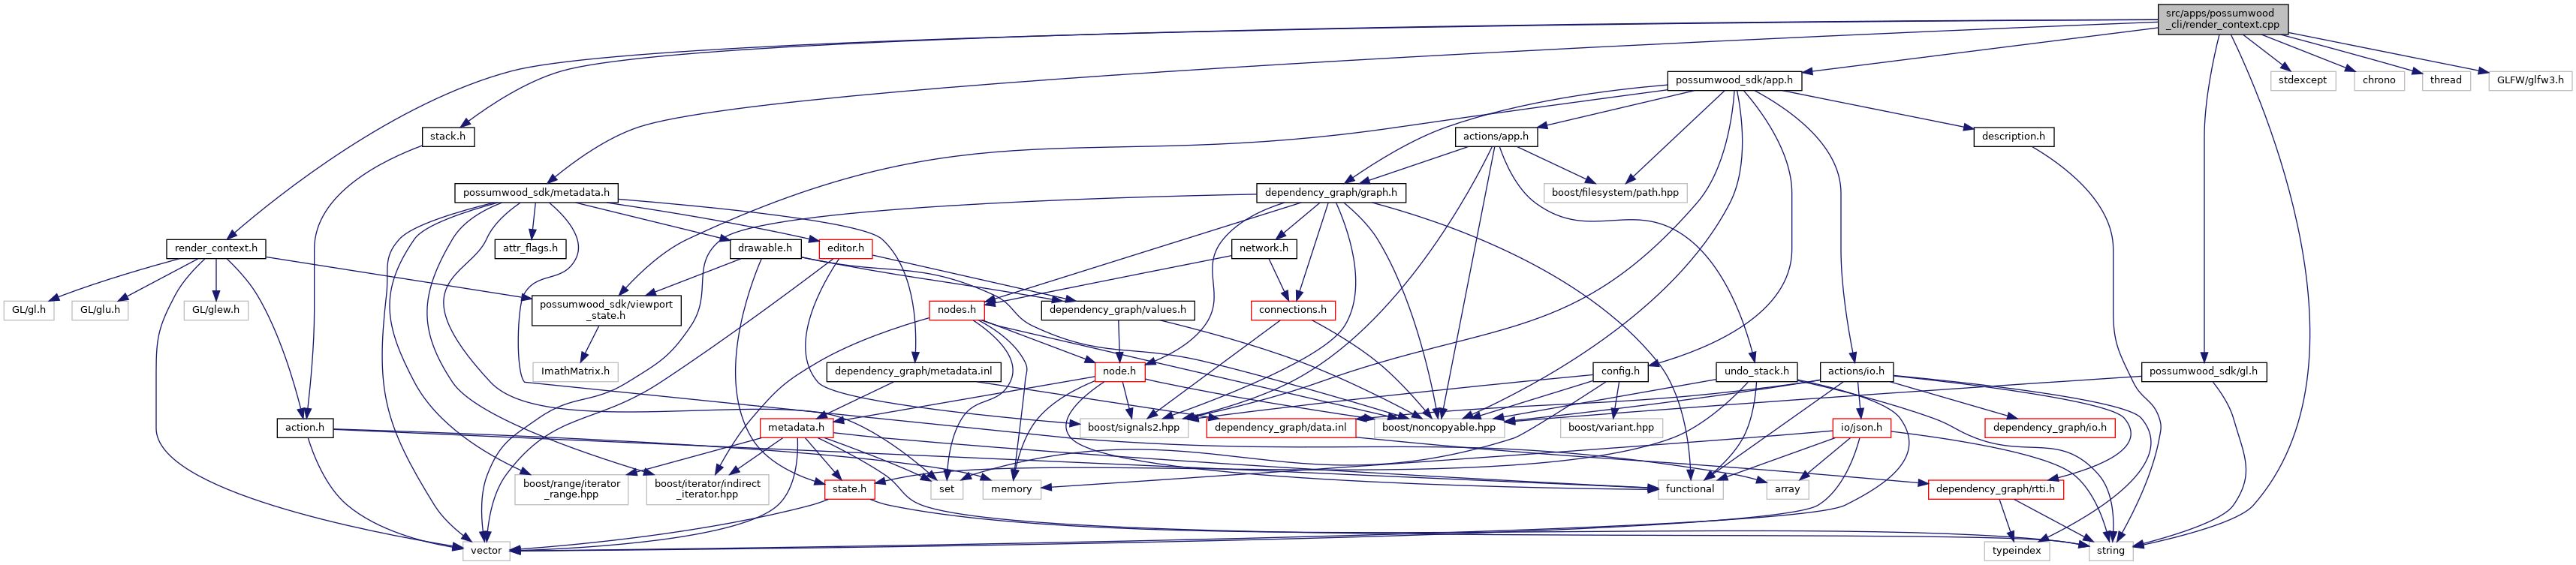 src/apps/possumwood
_cli/render_context.cpp
possumwood_sdk/app.h
stdexcept
chrono
thread
GLFW/glfw3.h
stack.h
actions/app.h
description.h
possumwood_sdk/metadata.h
dependency_graph/graph.h
boost/filesystem/path.hpp
render_context.h
attr_flags.h
drawable.h
editor.h
network.h
GL/gl.h
GL/glu.h
GL/glew.h
possumwood_sdk/viewport
_state.h
nodes.h
dependency_graph/values.h
connections.h
ImathMatrix.h
dependency_graph/metadata.inl
node.h
config.h
undo_stack.h
actions/io.h
possumwood_sdk/gl.h
action.h
metadata.h
boost/signals2.hpp
dependency_graph/data.inl
boost/noncopyable.hpp
boost/variant.hpp
io/json.h
dependency_graph/io.h
boost/range/iterator
_range.hpp
boost/iterator/indirect
_iterator.hpp
state.h
set
memory
functional
array
dependency_graph/rtti.h
vector
typeindex
string